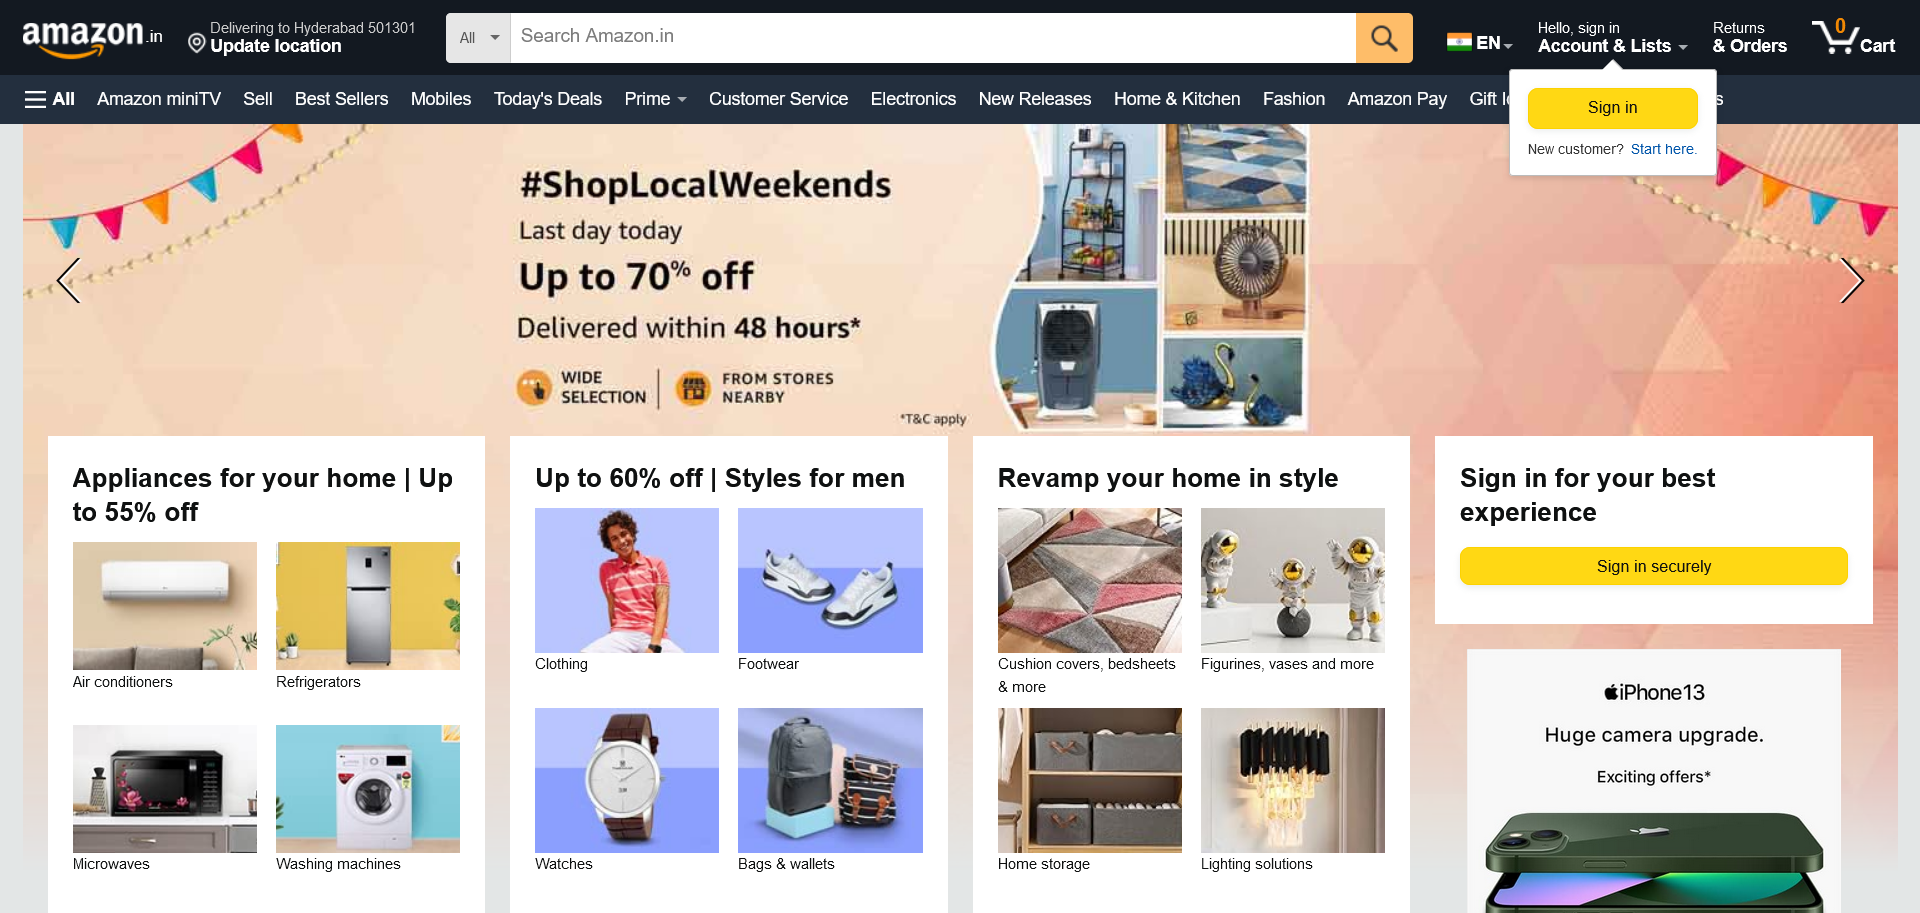 amazon.in
Delivering to Hyderabad 501301
Update location
All
Search Amazon.in
EN
Hello, sign in
Account & Lists
Returns
& Orders
0
Cart
All
Amazon miniTV
Sell
Best Sellers
Mobiles
Today's Deals
Prime
Customer Service
Electronics
New Releases
Home & Kitchen
Fashion
Amazon Pay
Gift
Sign in
New customer? Start here.
#ShopLocalWeekends
Last day today
Up to 70% off
Delivered within 48 hours*
WIDE
SELECTION
FROM STORES
NEARBY
*T&C apply
Appliances for your home | Up
to 55% off
Air conditioners
Refrigerators
Microwaves
Washing machines
Up to 60% off | Styles for men
Clothing
Footwear
Watches
Bags & wallets
Revamp your home in style
Cushion covers, bedsheets
& more
Figurines, vases and more
Home storage
Lighting solutions
Sign in for your best
experience
Sign in securely
iPhone13
Huge camera upgrade.
Exciting offers*